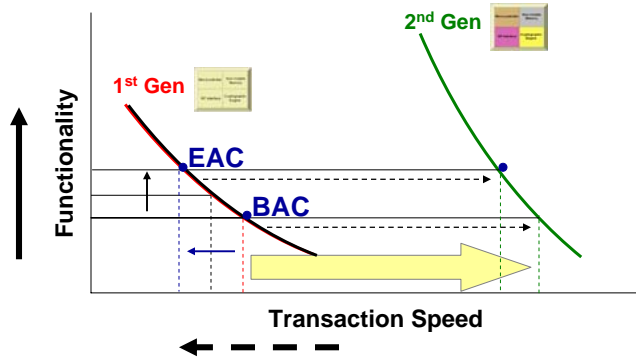 2nd Gen
1st Gen
EAC
BAC
Functionality
Transaction Speed